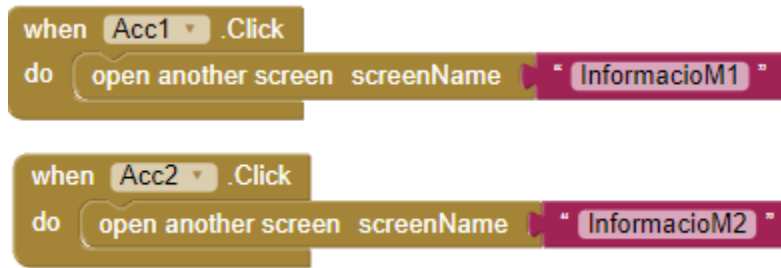 when Acc1 .Click
do open another screen screenName " InformacioM1 "
when Acc2 .Click
do open another screen screenName " InformacioM2 "